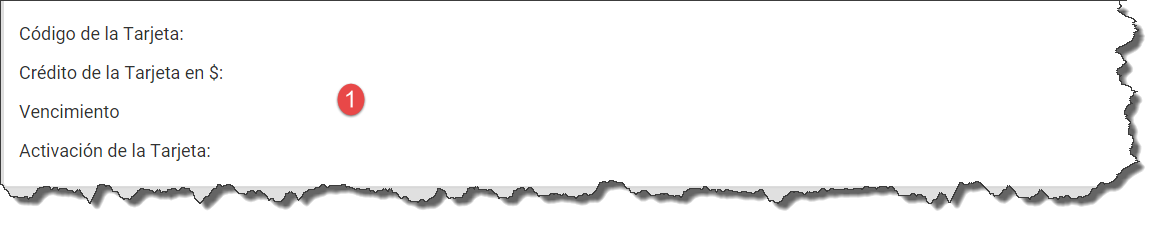 Código de la Tarjeta:
Crédito de la Tarjeta en $:
1
Vencimiento
Activación de la Tarjeta: